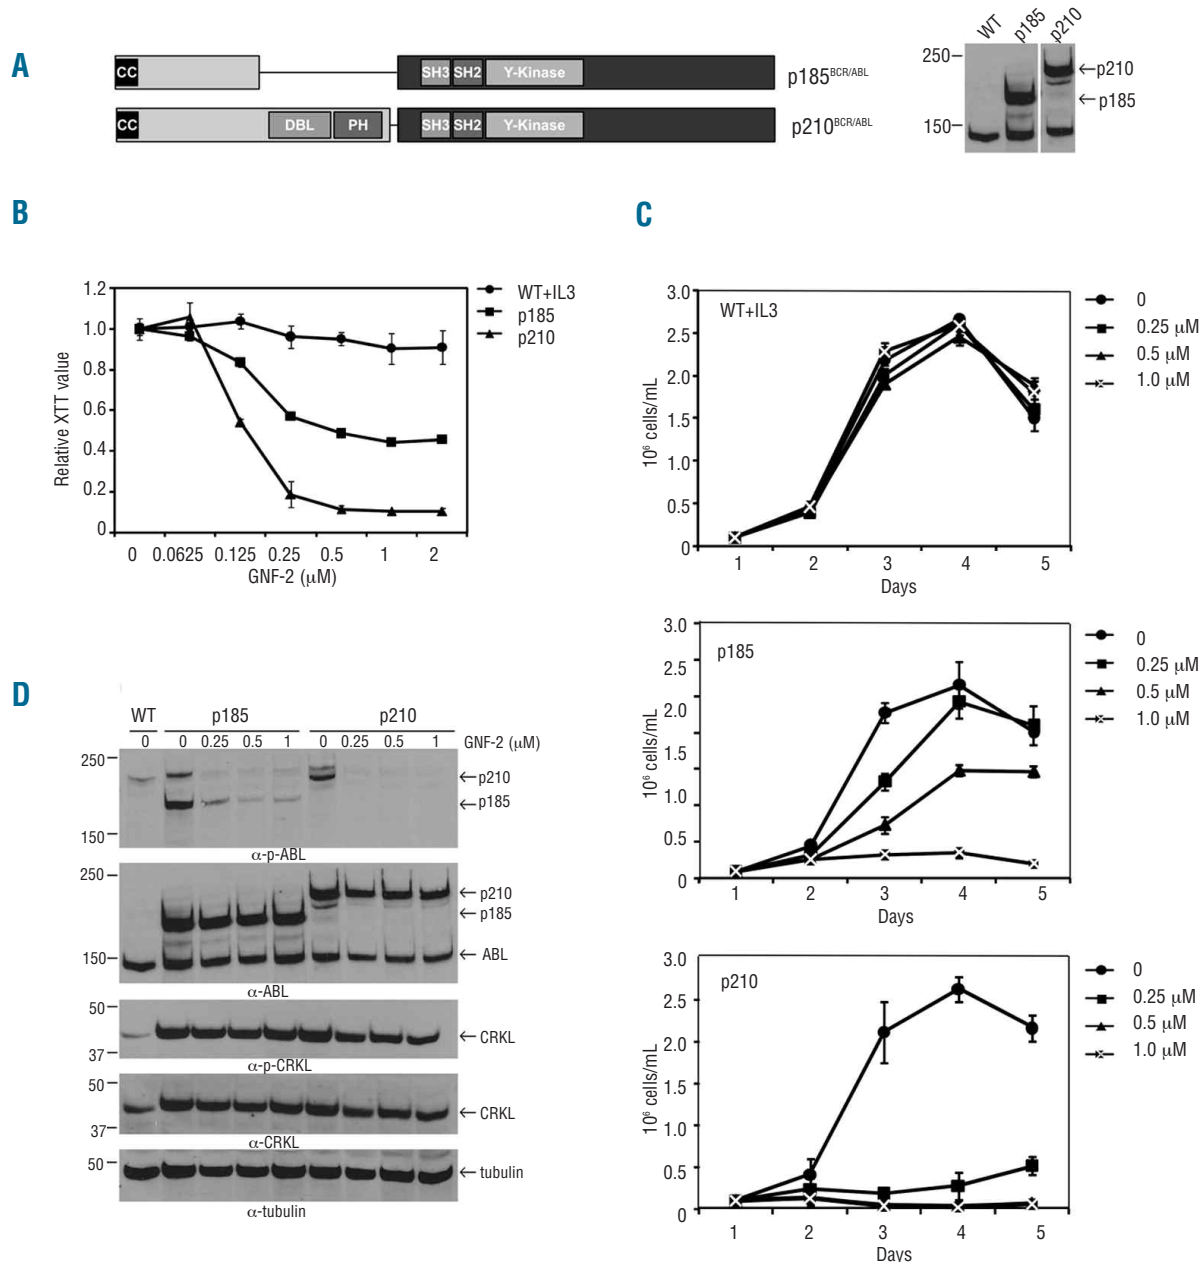 A
CC SH3 SH2 Y-Kinase p185BCR/ABL
CC DBL PH SH3 SH2 Y-Kinase p210BCR/ABL
WT p185 p210
250
←p210
←p185
150
B
1.2
1.0
0.8
0.6
0.4
0.2
0
Relative XTT value
0 0.0625 0.125 0.25 0.5 1 2
GNF-2 (μM)
WT+IL3
p185
p210
C
WT+IL3
3.0
2.5
2.0
1.5
1.0
0.5
0
10⁶ cells/mL
1 2 3 4 5
Days
0
0.25 μM
0.5 μM
1.0 μM
p185
3.0
2.5
2.0
1.5
1.0
0.5
0
10⁶ cells/mL
1 2 3 4 5
Days
0
0.25 μM
0.5 μM
1.0 μM
p210
3.0
2.5
2.0
1.5
1.0
0.5
0
10⁶ cells/mL
1 2 3 4 5
Days
0
0.25 μM
0.5 μM
1.0 μM
D
WT p185 p210
0 0 0.25 0.5 1 0 0.25 0.5 1 GNF-2 (μM)
250
←p210
←p185
150
α-p-ABL
250
←p210
←p185
150
←ABL
α-ABL
50
←CRKL
37
α-p-CRKL
50
←CRKL
37
α-CRKL
50
←tubulin
α-tubulin